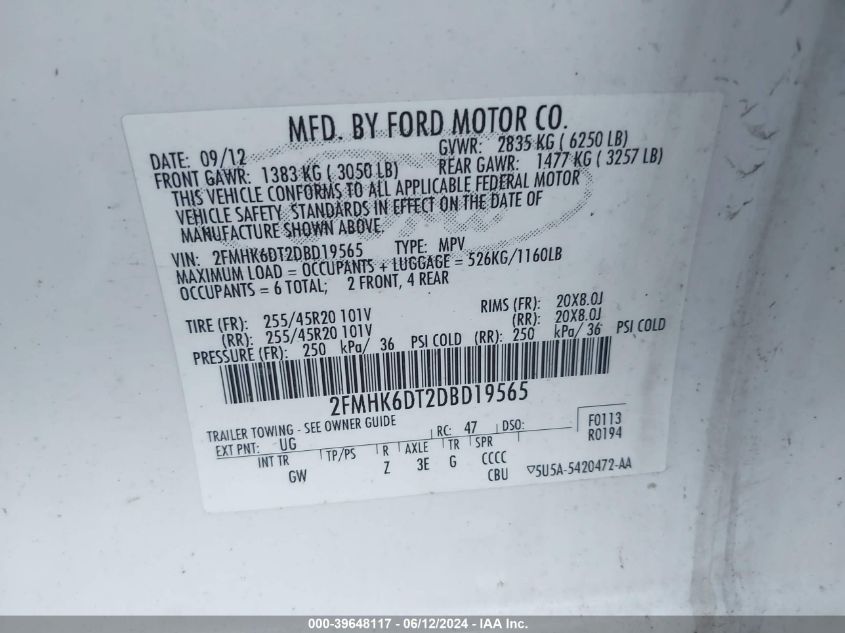 MFD. BY FORD MOTOR CO.
DATE: 09/12 GVWR: 2835 KG ( 6250 LB)
FRONT GAWR: 1383 KG ( 3050 LB) REAR GAWR: 1477 KG ( 3257 LB)
THIS VEHICLE CONFORMS TO ALL APPLICABLE FEDERAL MOTOR
VEHICLE SAFETY STANDARDS IN EFFECT ON THE DATE OF
MANUFACTURE SHOWN ABOVE.
VIN: 2FMHK6DT2DBD19565 TYPE: MPV
MAXIMUM LOAD = OCCUPANTS + LUGGAGE = 526KG/1160LB
OCCUPANTS = 6 TOTAL; 2 FRONT, 4 REAR
TIRE (FR): 255/45R20 101V RIMS (FR): 20X8.0J
(RR): 255/45R20 101V (RR): 20X8.0J
PRESSURE (FR): 250 kPa/ 36 PSI COLD (RR): 250 kPa/ 36 PSI COLD
2FMHK6DT2DBD19565
TRAILER TOWING - SEE OWNER GUIDE
EXT PNT: UG RC: 47 DSO: F0113
R0194
INT TR TP/PS R AXLE TR SPR
GW Z 3E G CCCC
CBU ▽5U5A-5420472-AA
000-39648117 - 06/12/2024 - IAA Inc.